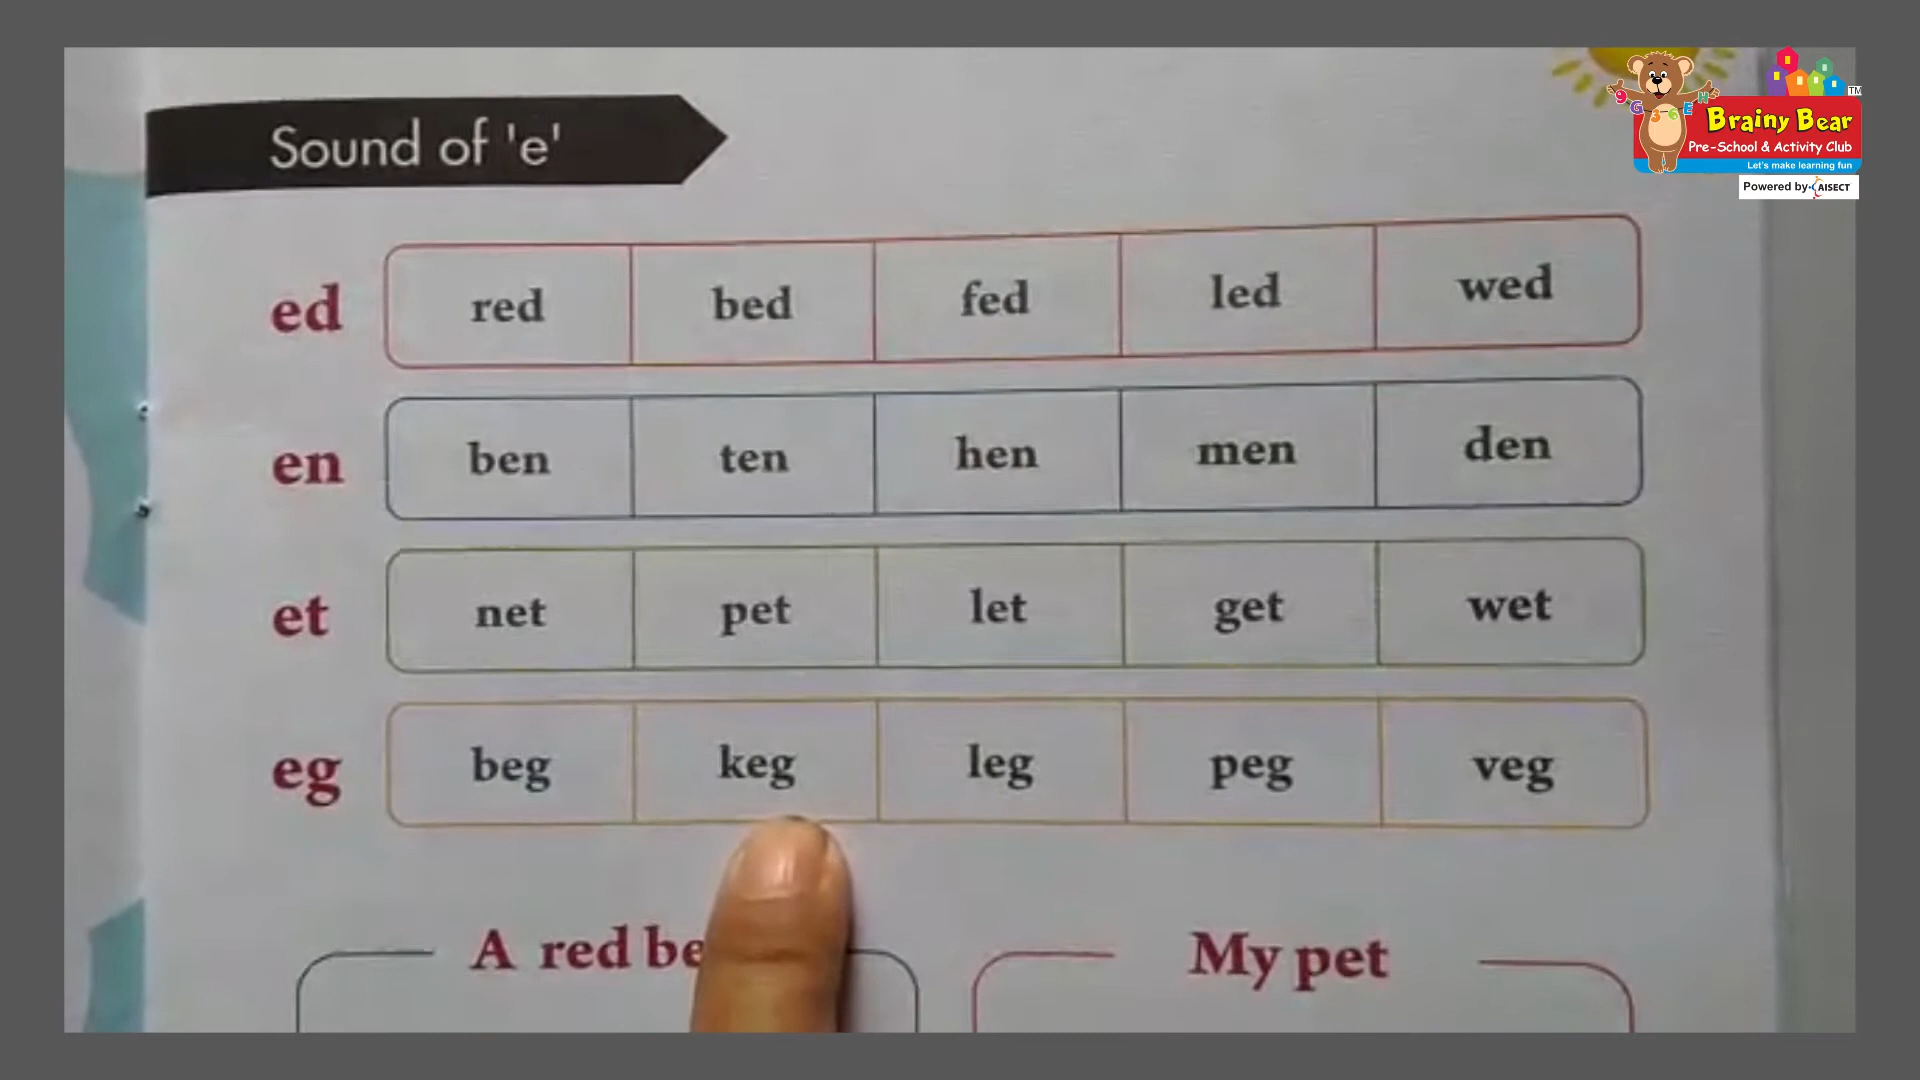 Sound of 'e'
Brainy Bear
Pre-School & Activity Club
Let's make learning fun
Powered by AISECT
TM
ed red bed fed led wed
en ben ten hen men den
et net pet let get wet
eg beg keg leg peg veg
A red
My pet